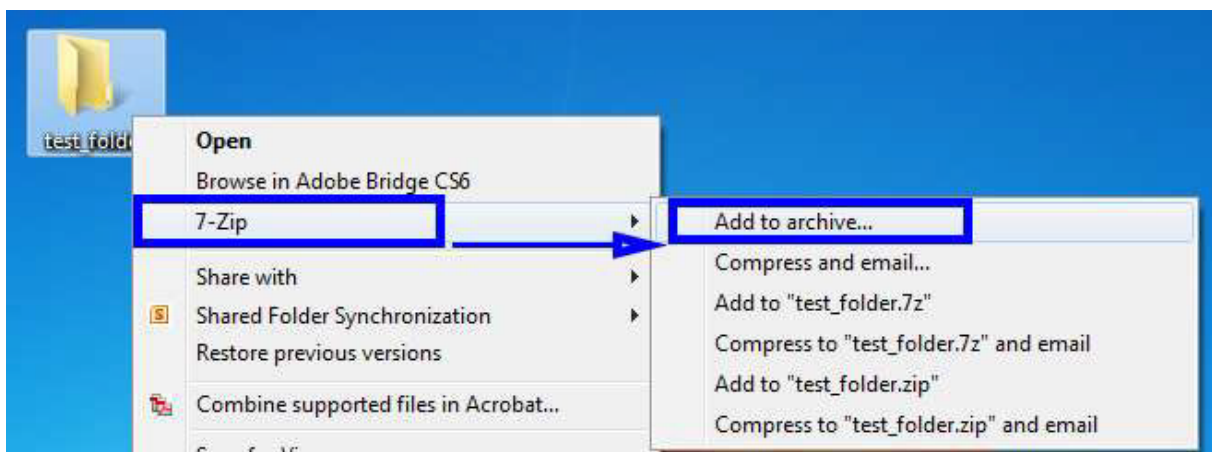 test_fold
Open
Browse in Adobe Bridge CS6
7-Zip
Share with
Shared Folder Synchronization
Restore previous versions
Combine supported files in Acrobat...
Add to archive...
Compress and email...
Add to "test_folder.7z"
Compress to "test_folder.7z" and email
Add to "test_folder.zip"
Compress to "test_folder.zip" and email